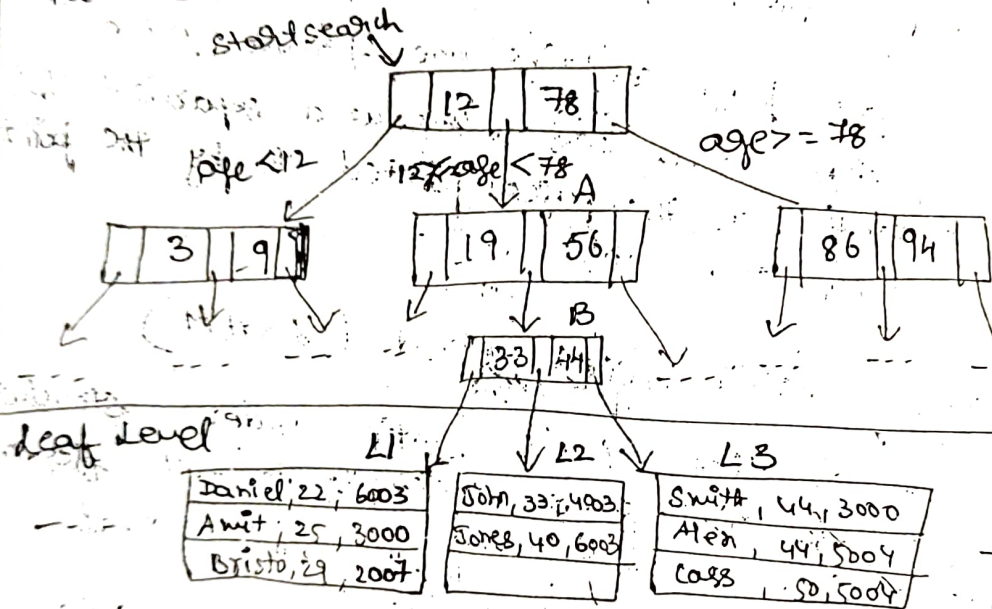 start search
12 78
age <12
12<=age <78
age>=78
A
3 9
19 56
86 94
B
33 44
Leaf Level
L1 L2 L3
Daniel, 22, 6003
Amit, 25, 3000
Bristo, 29, 2007
John, 33, 4003
Jones, 40, 6003
Smith, 44, 3000
Alex, 44, 5004
Cass, 50, 5004